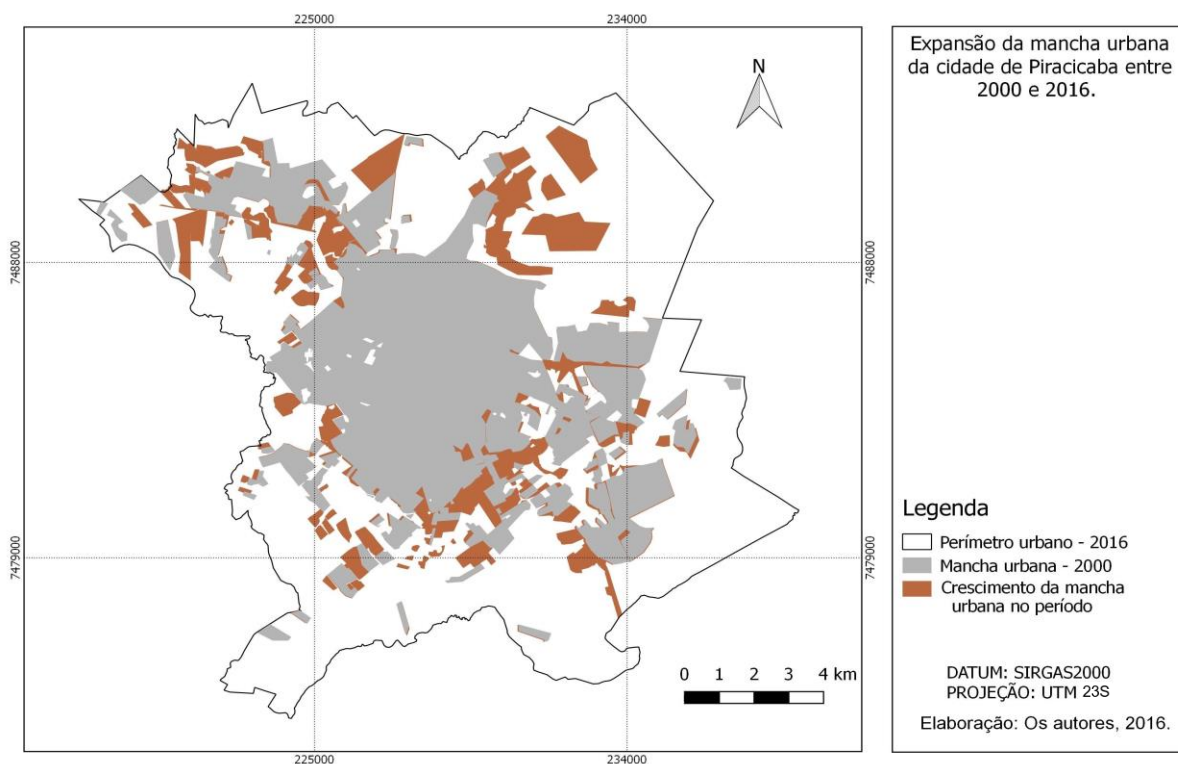 225000
234000
N
7488000
7488000
7479000
7479000
0 1 2 3 4 km
225000
234000
Expansão da mancha urbana
da cidade de Piracicaba entre
2000 e 2016.
Legenda
Perímetro urbano - 2016
Mancha urbana - 2000
Crescimento da mancha
urbana no período
DATUM: SIRGAS2000
PROJEÇÃO: UTM 23S
Elaboração: Os autores, 2016.